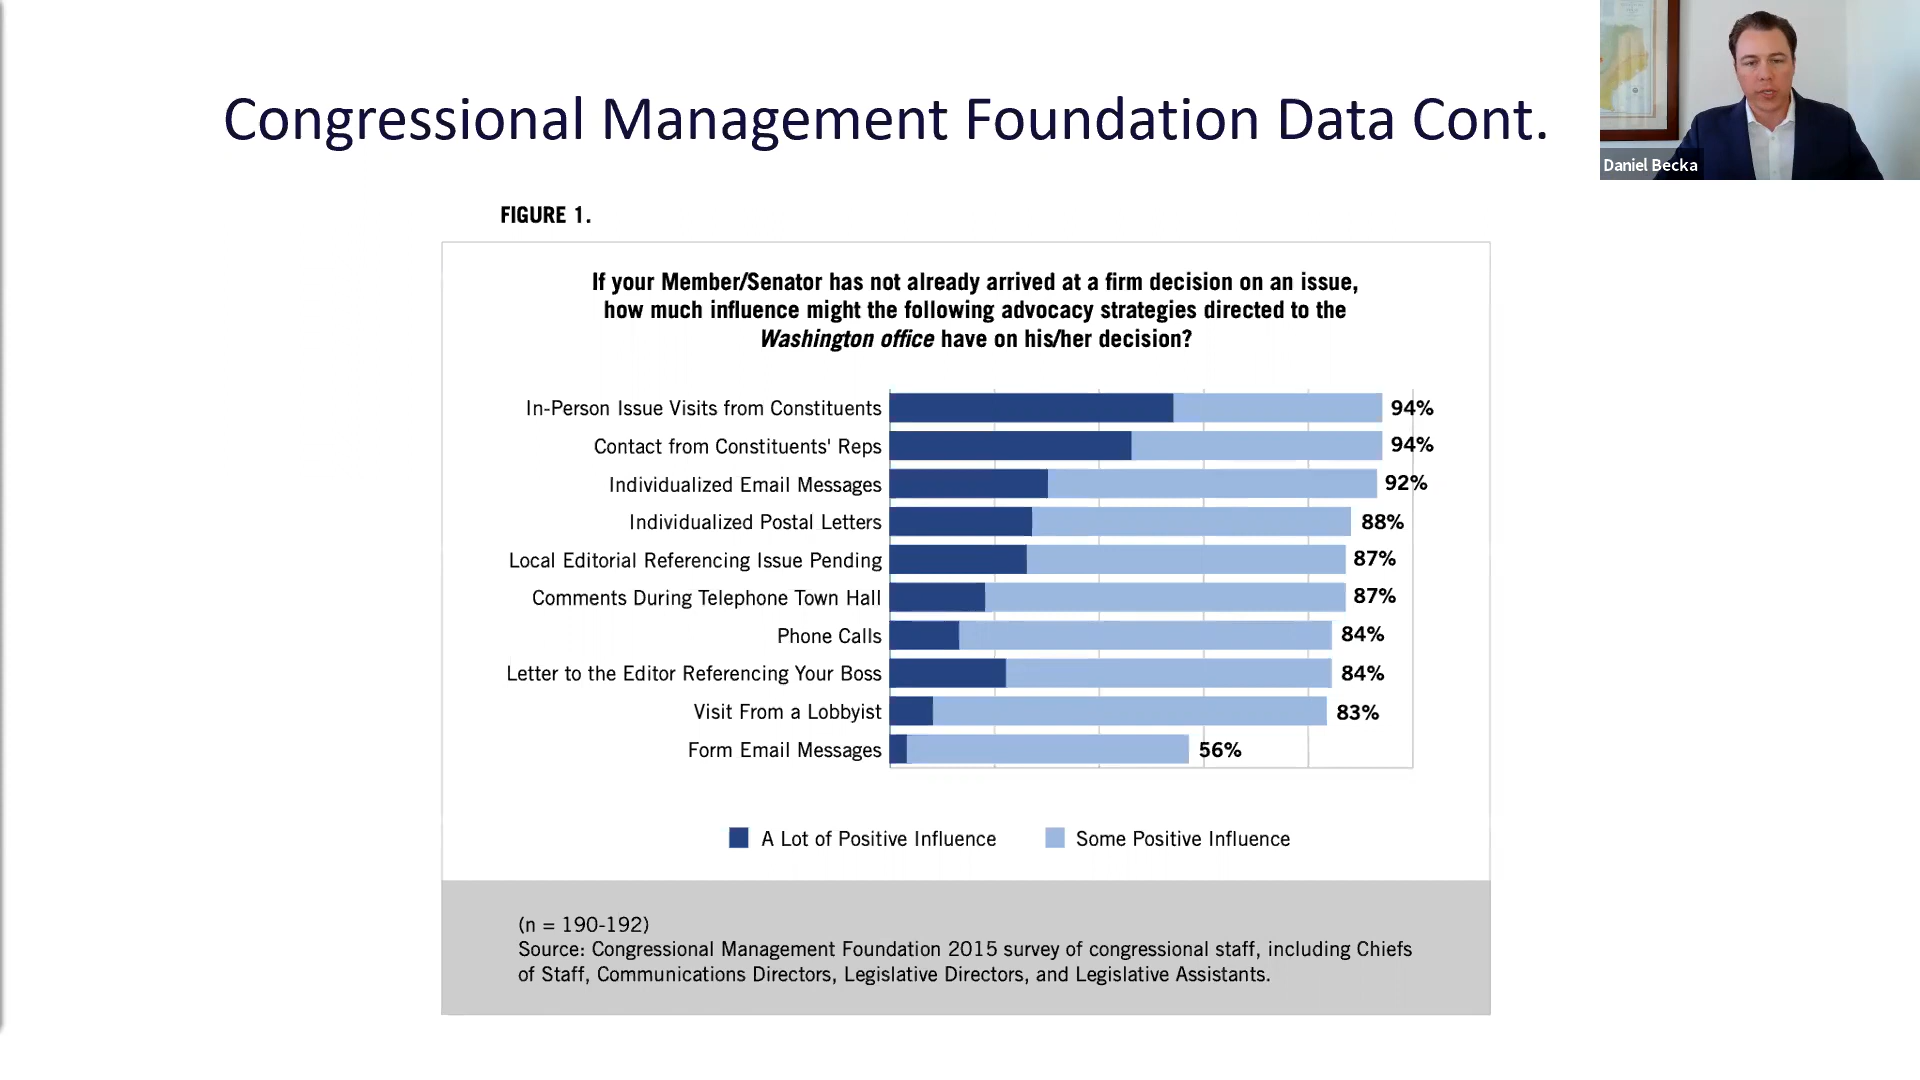 Congressional Management Foundation Data Cont.
Daniel Becka
FIGURE 1.
If your Member/Senator has not already arrived at a firm decision on an issue,
how much influence might the following advocacy strategies directed to the
Washington office have on his/her decision?
In-Person Issue Visits from Constituents 94%
Contact from Constituents' Reps 94%
Individualized Email Messages 92%
Individualized Postal Letters 88%
Local Editorial Referencing Issue Pending 87%
Comments During Telephone Town Hall 87%
Phone Calls 84%
Letter to the Editor Referencing Your Boss 84%
Visit From a Lobbyist 83%
Form Email Messages 56%
A Lot of Positive Influence Some Positive Influence
(n = 190-192)
Source: Congressional Management Foundation 2015 survey of congressional staff, including Chiefs
of Staff, Communications Directors, Legislative Directors, and Legislative Assistants.